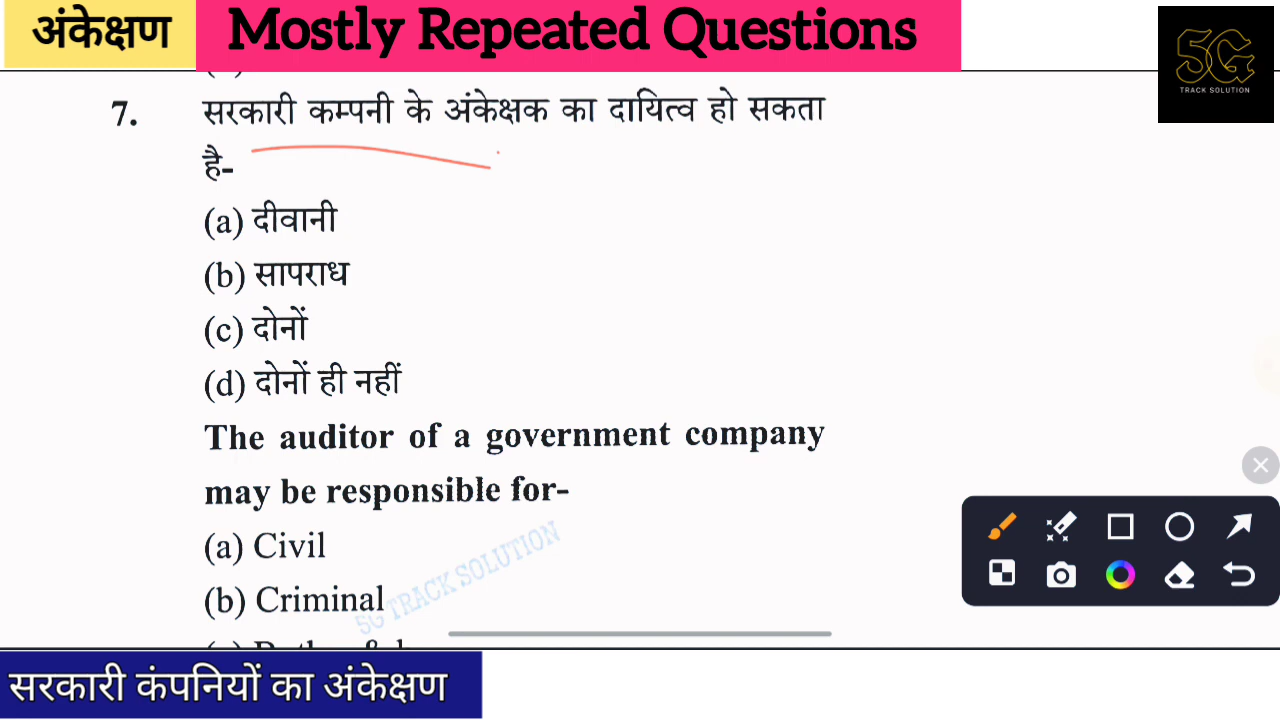 अंकेक्षण Mostly Repeated Questions
5G
TRACK SOLUTION
7. सरकारी कम्पनी के अंकेक्षक का दायित्व हो सकता
है-
(a) दीवानी
(b) सापराध
(c) दोनों
(d) दोनों ही नहीं
The auditor of a government company
may be responsible for-
(a) Civil
(b) Criminal
5G TRACK SOLUTION
सरकारी कंपनियों का अंकेक्षण